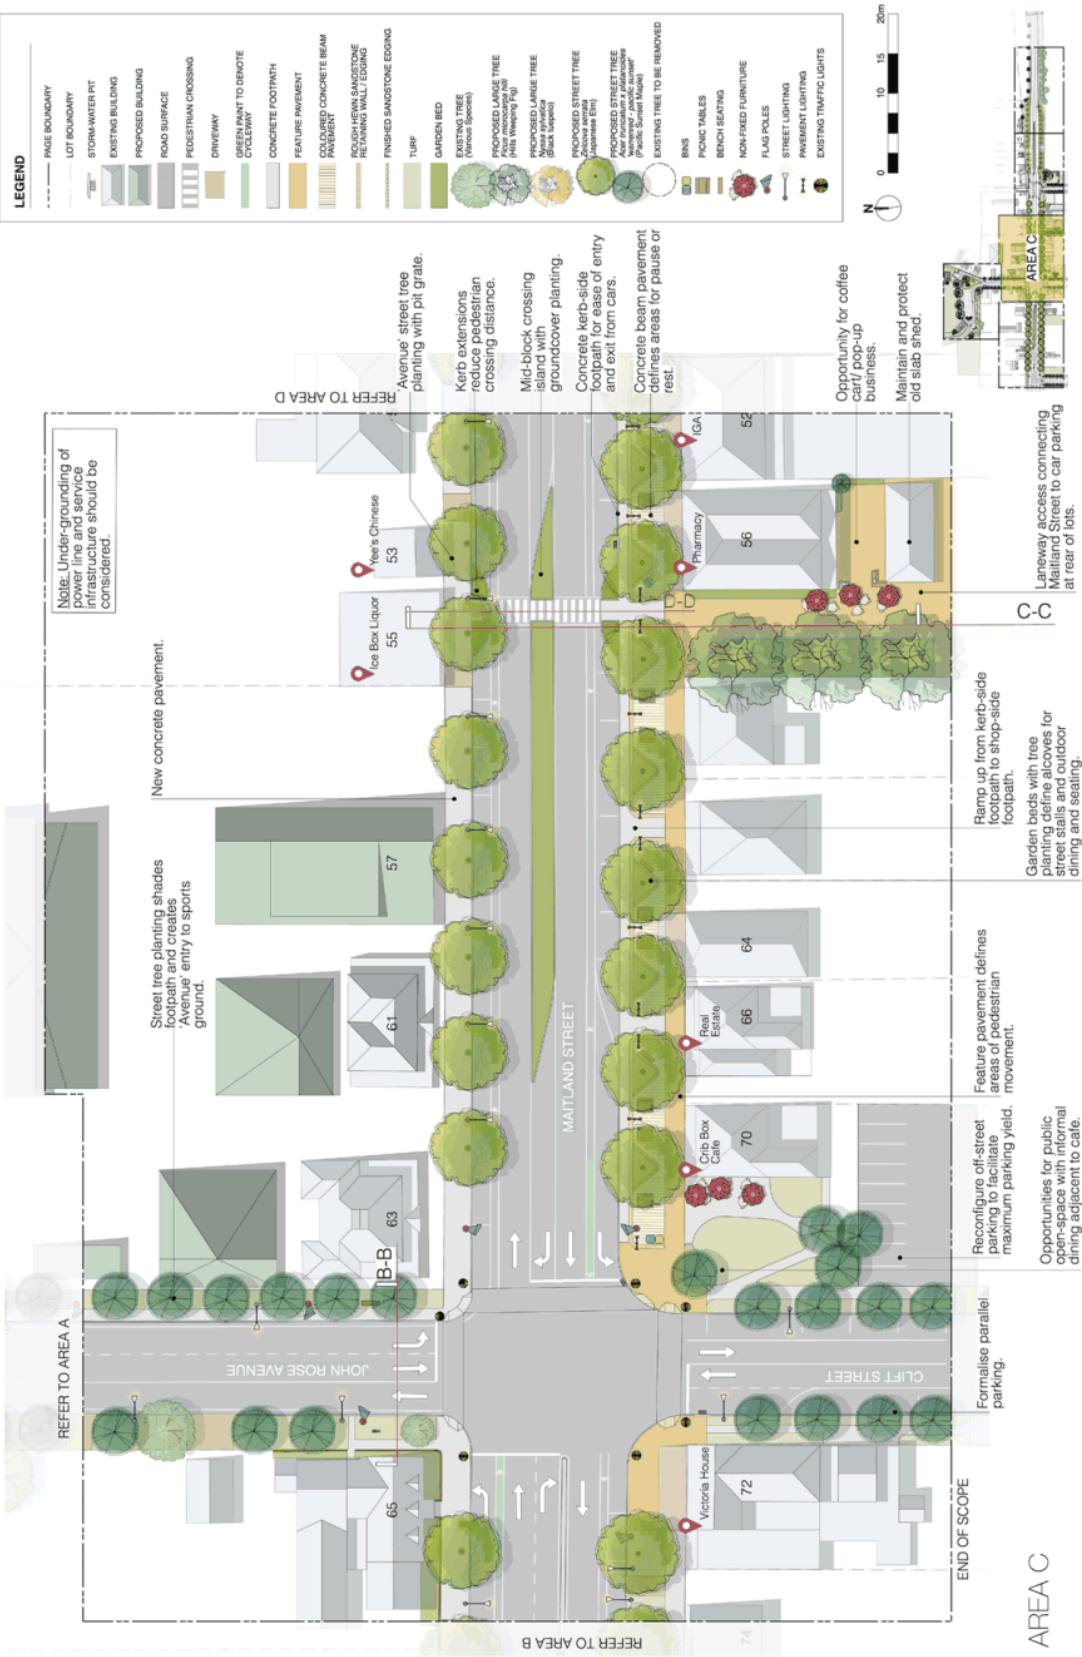 LEGEND
PAGE BOUNDARY
LOT BOUNDARY
STORM-WATER PIT
EXISTING BUILDING
PROPOSED BUILDING
ROAD SURFACE
PEDESTRIAN CROSSING
DRIVEWAY
GREEN PAINT TO DENOTE
CYCLEWAY
CONCRETE FOOTPATH
FEATURE PAVEMENT
COLOURED CONCRETE BEAM
PAVEMENT
ROUGH HEWN SANDSTONE
RETAINING WALL / EDGING
FINISHED SANDSTONE EDGING
TURF
GARDEN BED
EXISTING TREE
(Various Species)
PROPOSED LARGE TREE
Ficus microcarpa hillii
(Hills Weeping Fig)
PROPOSED LARGE TREE
Nyssa sylvatica
(Black tuepelo)
PROPOSED STREET TREE
Zelcova serrata
(Japanese Elm)
PROPOSED STREET TREE
Acer truncatum x platanoides
'warrenred - pacific sunset'
(Pacific Sunset Maple)
EXISTING TREE TO BE REMOVED
BINS
PICNIC TABLES
BENCH SEATING
NON-FIXED FURNITURE
FLAG POLES
STREET LIGHTING
PAVEMENT LIGHTING
EXISTING TRAFFIC LIGHTS
N
0
5
10
15
20m
AREA C
Note: Under-grounding of
power line and service
infrastructure should be
considered.
New concrete pavement.
Street tree planting shades
footpath and creates
'Avenue' entry to sports
ground.
REFER TO AREA A
REFER TO AREA D
'Avenue' street tree
planting with pit grate.
Kerb extensions
reduce pedestrian
crossing distance.
Mid-block crossing
island with
groundcover planting.
Concrete kerb-side
footpath for ease of entry
and exit from cars.
Concrete beam pavement
defines areas for pause or
rest.
Opportunity for coffee
cart/ pop-up
business.
Maintain and protect
old slab shed.
Laneway access connecting
Maitland Street to car parking
at rear of lots.
65
63
61
57
Ice Box Liquor
55
Yee's Chinese
53
B-B
JOHN ROSE AVENUE
MAITLAND STREET
CLIFT STREET
D-D
C-C
74
Victoria House
72
Crib Box
Cafe
70
Real
Estate
66
64
Pharmacy
56
IGA
52
Ramp up from kerb-side
footpath to shop-side
footpath.
Garden beds with tree
planting define alcoves for
street stalls and outdoor
dining and seating.
Feature pavement defines
areas of pedestrian
movement.
Reconfigure off-street
parking to facilitate
maximum parking yield.
Opportunities for public
open-space with informal
dining adjacent to cafe.
Formalise parallel
parking.
END OF SCOPE
REFER TO AREA B
AREA C